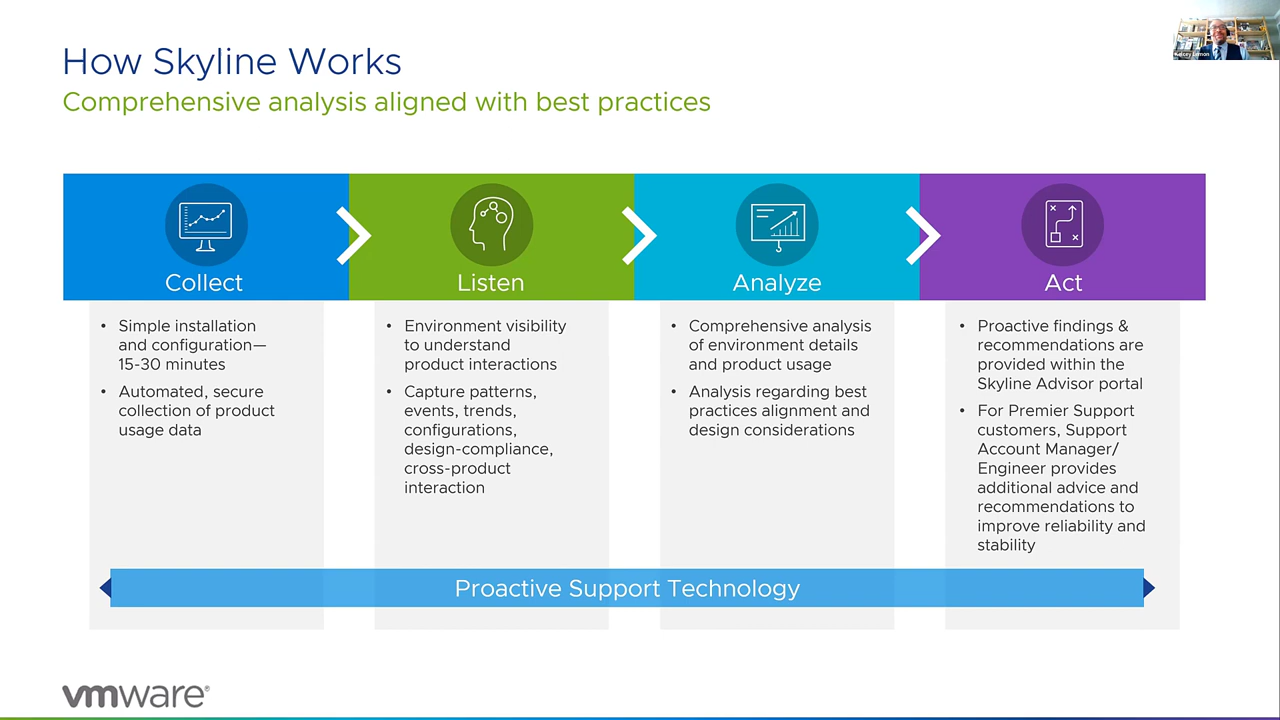 How Skyline Works
Comprehensive analysis aligned with best practices
Collect
Listen
Analyze
Act
• Simple installation
and configuration—
15-30 minutes
• Automated, secure
collection of product
usage data
• Environment visibility
to understand
product interactions
• Capture patterns,
events, trends,
configurations,
design-compliance,
cross-product
interaction
• Comprehensive analysis
of environment details
and product usage
• Analysis regarding best
practices alignment and
design considerations
• Proactive findings &
recommendations are
provided within the
Skyline Advisor portal
• For Premier Support
customers, Support
Account Manager/
Engineer provides
additional advice and
recommendations to
improve reliability and
stability
Proactive Support Technology
vmware®